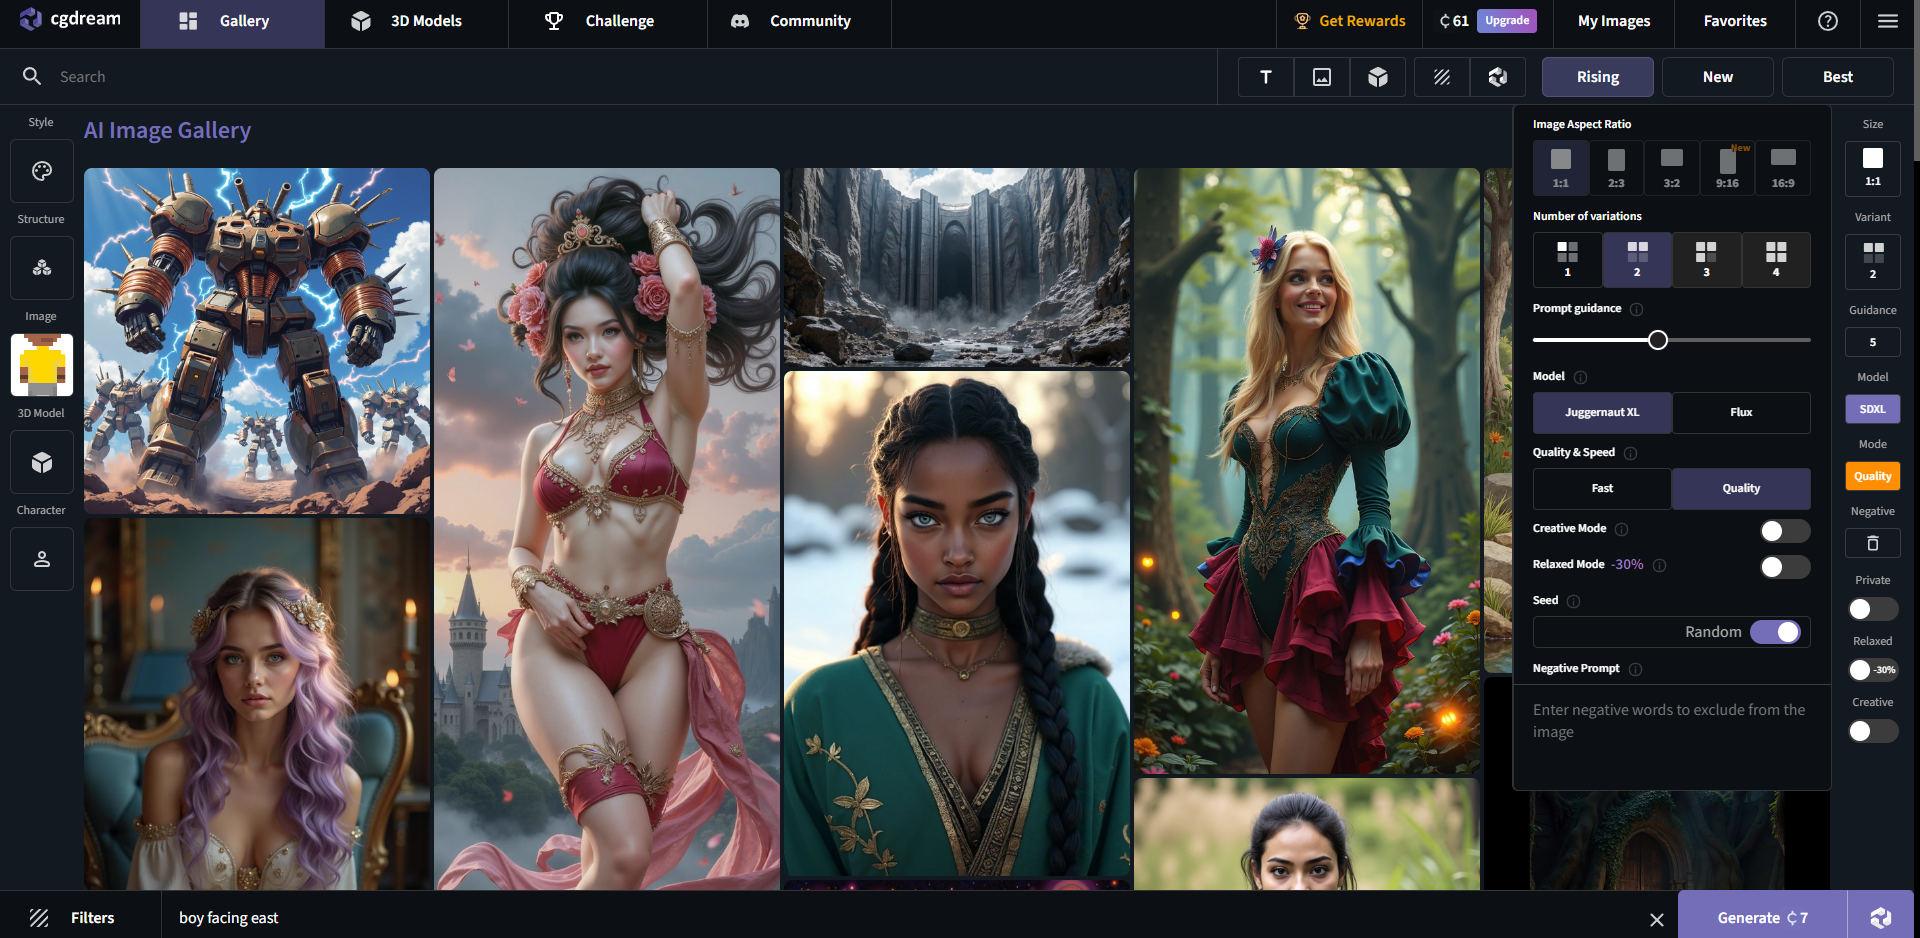 cgdream
Gallery
3D Models
Challenge
Community
Get Rewards
₵ 61
Upgrade
My Images
Favorites
Search
T
Rising
New
Best
Style
Structure
Image
3D Model
Character
AI Image Gallery
Image Aspect Ratio
New
1:1
2:3
3:2
9:16
16:9
Number of variations
1
2
3
4
Prompt guidance
Model
Juggernaut XL
Flux
Quality & Speed
Fast
Quality
Creative Mode
Relaxed Mode -30%
Seed
Random
Negative Prompt
Enter negative words to exclude from the
image
Size
1:1
Variant
2
Guidance
5
Model
SDXL
Mode
Quality
Negative
Private
Relaxed
-30%
Creative
Filters
boy facing east
Generate ₵ 7